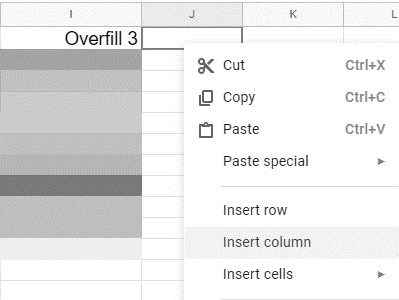 I J K L
Overfill 3
Cut Ctrl+X
Copy Ctrl+C
Paste Ctrl+V
Paste special
Insert row
Insert column
Insert cells